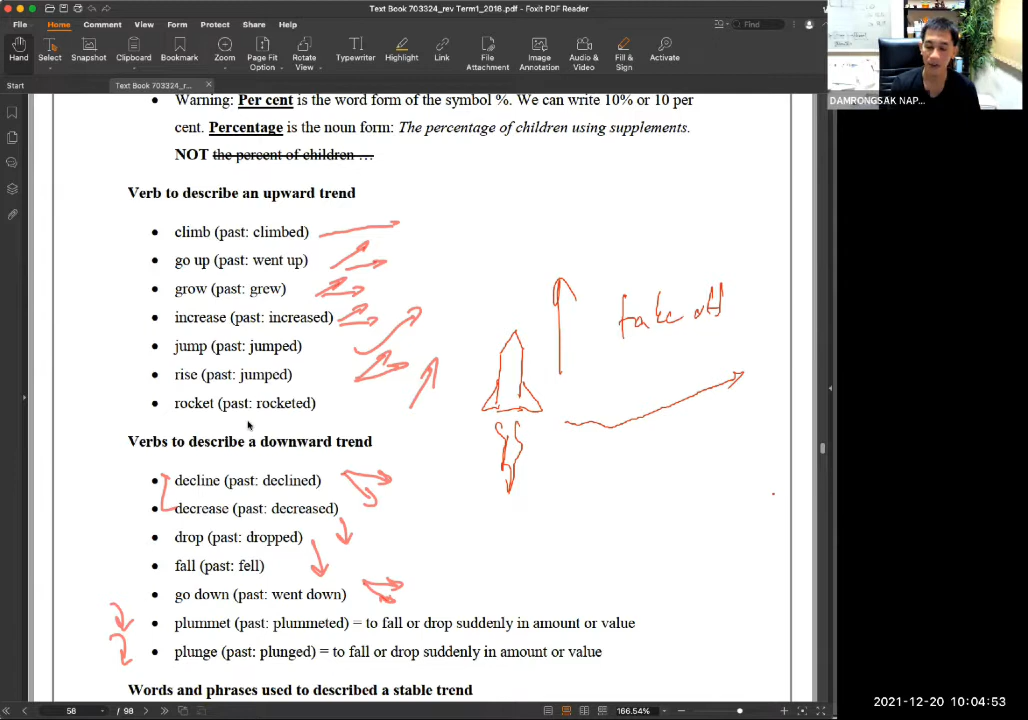 Text Book 703324_rev Term1_2018.pdf - Foxit PDF Reader
File Home Comment View Form Protect Share Help Find
Hand Select Snapshot Clipboard Bookmark Zoom Page Fit Option Rotate View Typewriter Highlight Link File Attachment Image Annotation Audio & Video Fill & Sign Activate
Start Text Book 703324_r...
DAMRONGSAK NAP...
• Warning: Per cent is the word form of the symbol %. We can write 10% or 10 per
cent. Percentage is the noun form: The percentage of children using supplements.
NOT the percent of children ...
Verb to describe an upward trend
• climb (past: climbed)
• go up (past: went up)
• grow (past: grew)
• increase (past: increased)
• jump (past: jumped)
• rise (past: jumped)
• rocket (past: rocketed)
take off
Verbs to describe a downward trend
• decline (past: declined)
• decrease (past: decreased)
• drop (past: dropped)
• fall (past: fell)
• go down (past: went down)
• plummet (past: plummeted) = to fall or drop suddenly in amount or value
• plunge (past: plunged) = to fall or drop suddenly in amount or value
Words and phrases used to described a stable trend
58 / 98 166.54%
2021-12-20 10:04:53